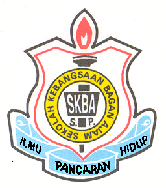 SEKOLAH KEBANGSAAN BAGAN AJAM
SKBA
S.P.
ILMU PANCARAN HIDUP